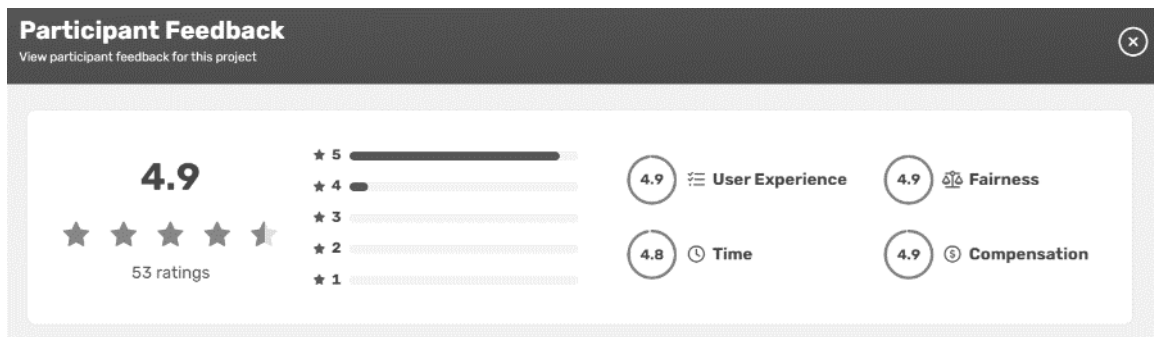 Participant Feedback
View participant feedback for this project
4.9
53 ratings
5
4
3
2
1
4.9 User Experience
4.9 Fairness
4.8 Time
4.9 Compensation